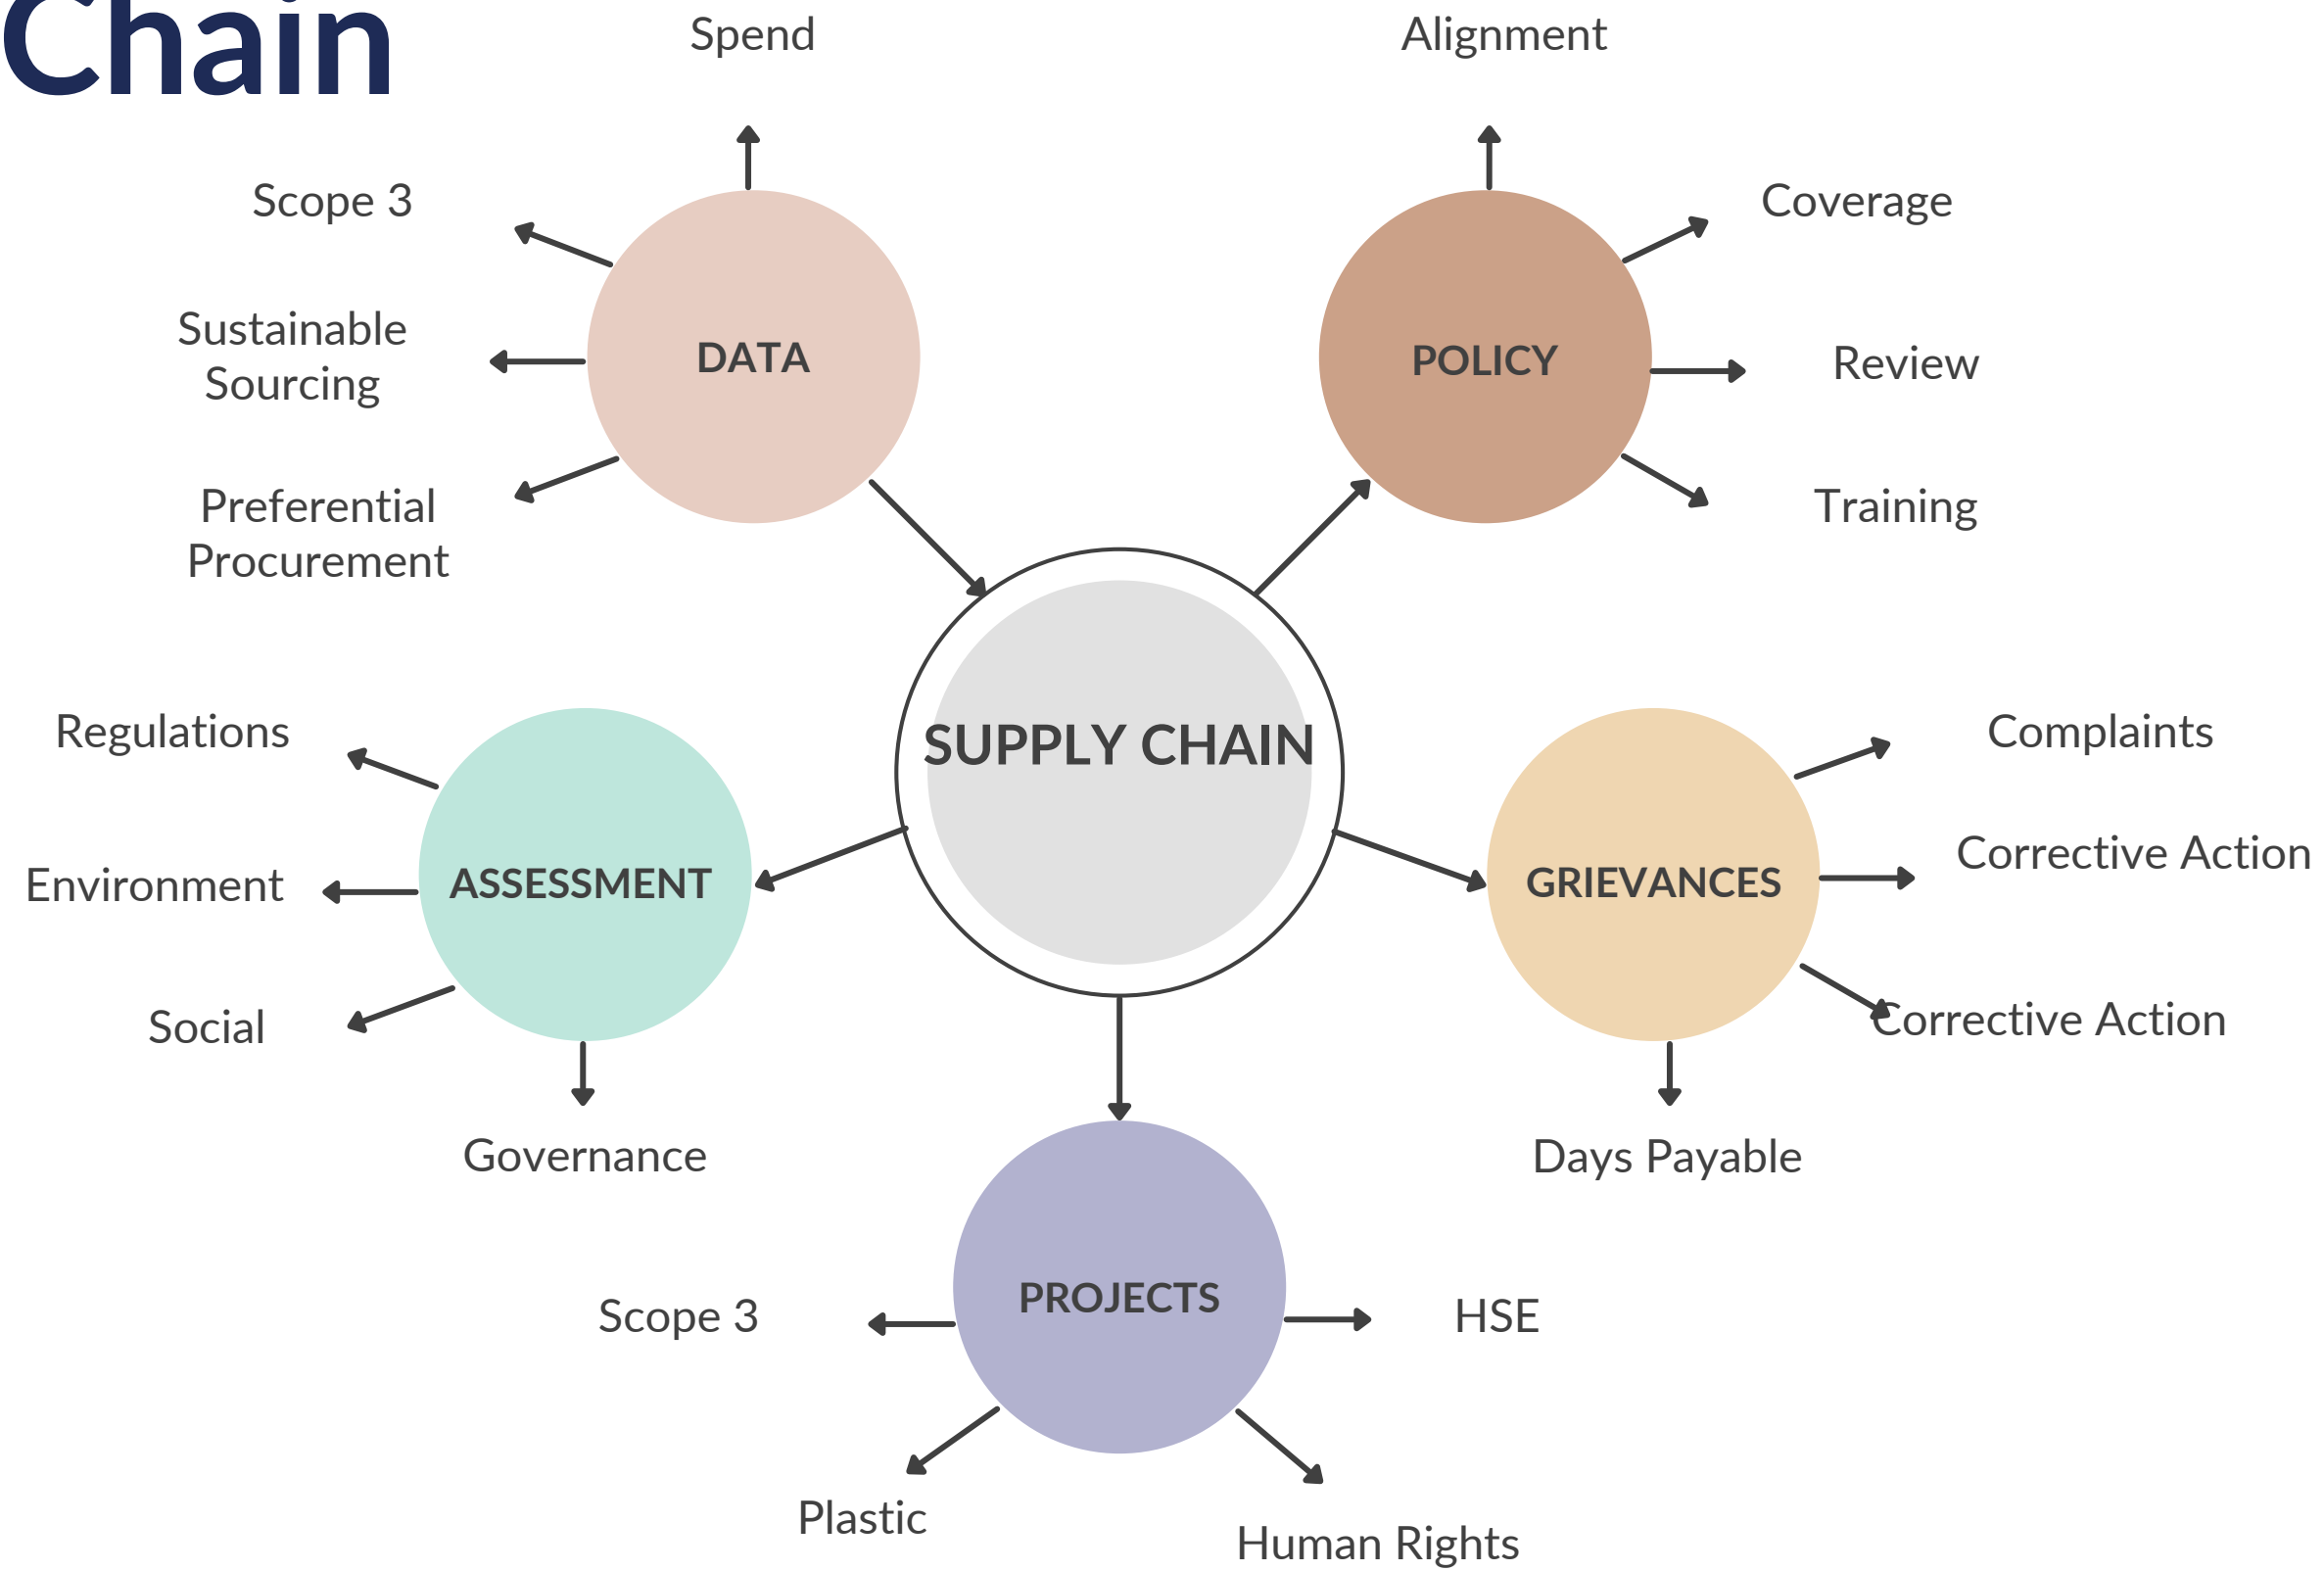 Chain
Spend
Alignment
Scope 3
Coverage
Sustainable
Sourcing
DATA
POLICY
Review
Preferential
Procurement
Training
SUPPLY CHAIN
Regulations
Complaints
Environment
ASSESSMENT
GRIEVANCES
Corrective Action
Social
Corrective Action
Governance
Days Payable
Scope 3
PROJECTS
HSE
Plastic
Human Rights